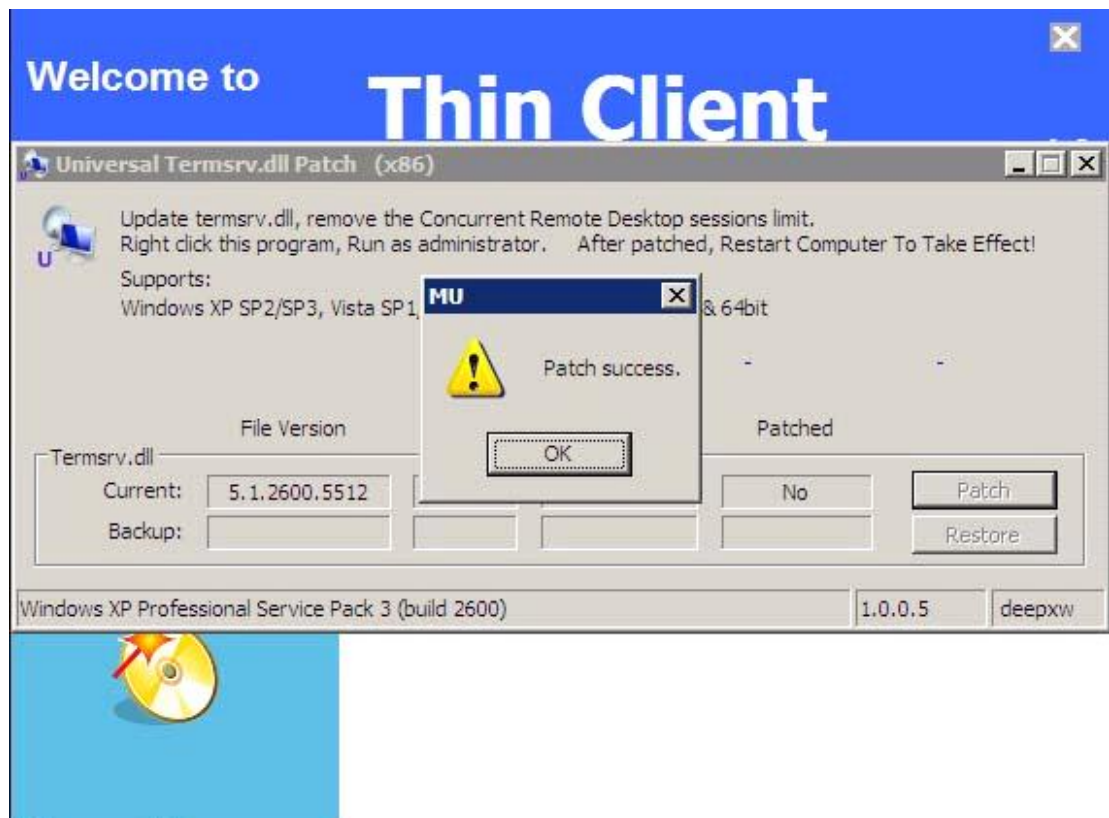 Welcome to
Thin Client
Universal Termsrv.dll Patch (x86)
Update termsrv.dll, remove the Concurrent Remote Desktop sessions limit.
Right click this program, Run as administrator. After patched, Restart Computer To Take Effect!
U
Supports:
Windows XP SP2/SP3, Vista SP1, & 64bit
MU
Patch success.
OK
- -
File Version Patched
Termsrv.dll
Current: 5.1.2600.5512 No Patch
Backup: Restore
Windows XP Professional Service Pack 3 (build 2600) 1.0.0.5 deepxw